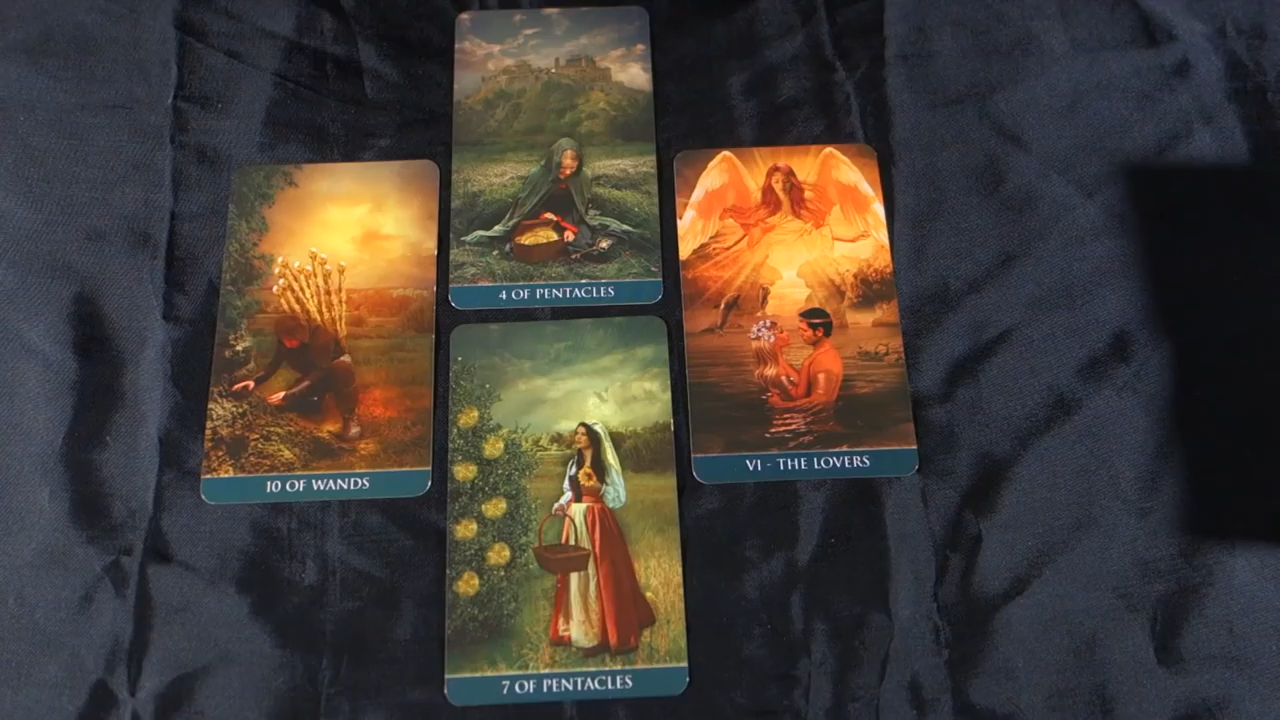 4 OF PENTACLES
10 OF WANDS
VI - THE LOVERS
7 OF PENTACLES